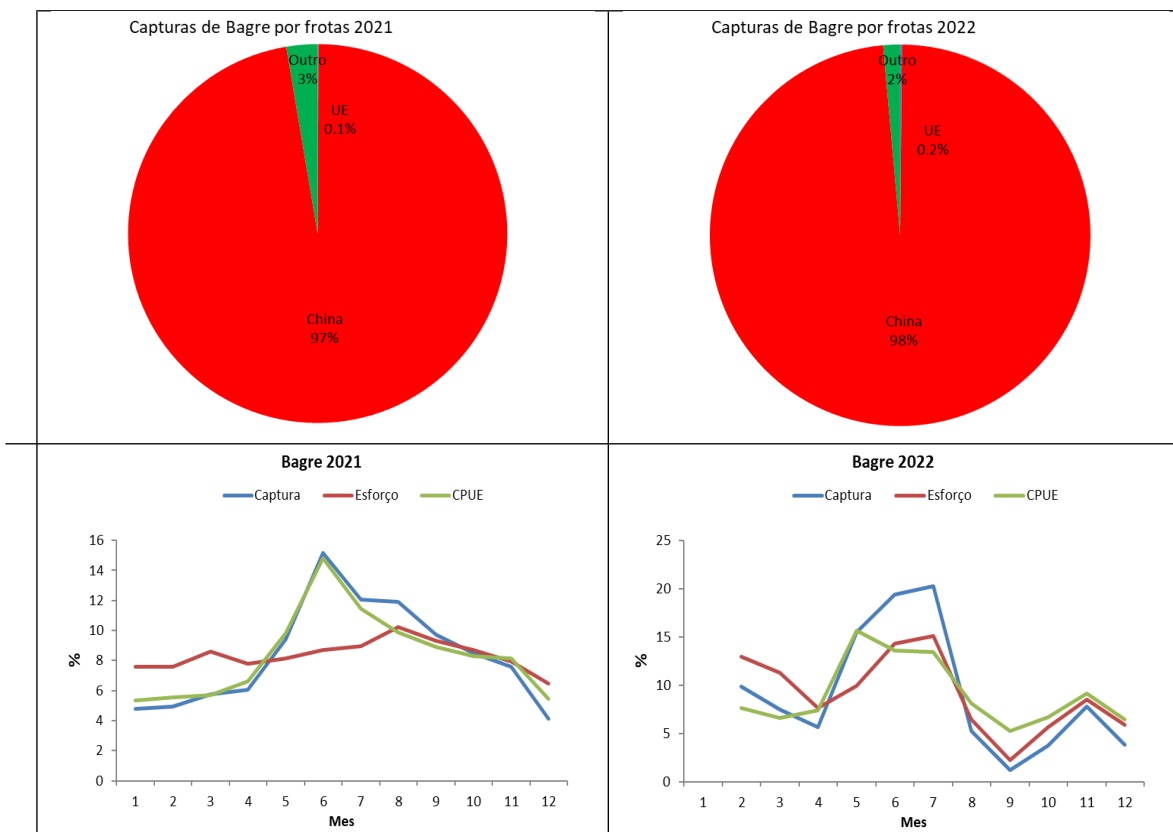 Capturas de Bagre por frotas 2021
Outro
3%
UE
0.1%
China
97%
Capturas de Bagre por frotas 2022
Outro
2%
UE
0.2%
China
98%
Bagre 2021
Captura Esforço CPUE
16
14
12
10
8
6
4
2
0
%
1 2 3 4 5 6 7 8 9 10 11 12
Mes
Bagre 2022
Captura Esforço CPUE
25
20
15
10
5
0
%
1 2 3 4 5 6 7 8 9 10 11 12
Mes